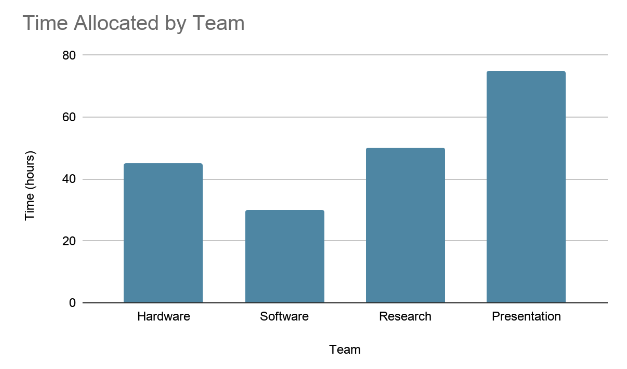 Time Allocated by Team
Time (hours)
80
60
40
20
0
Hardware Software Research Presentation
Team